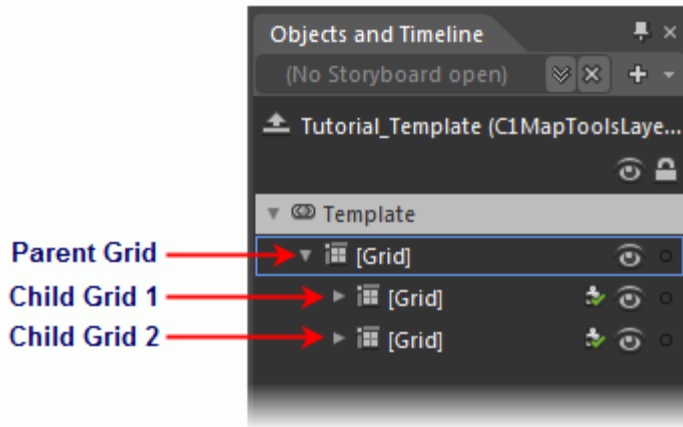 Objects and Timeline
(No Storyboard open)
Tutorial_Template (C1MapToolsLaye...
Template
Parent Grid [Grid]
Child Grid 1 [Grid]
Child Grid 2 [Grid]